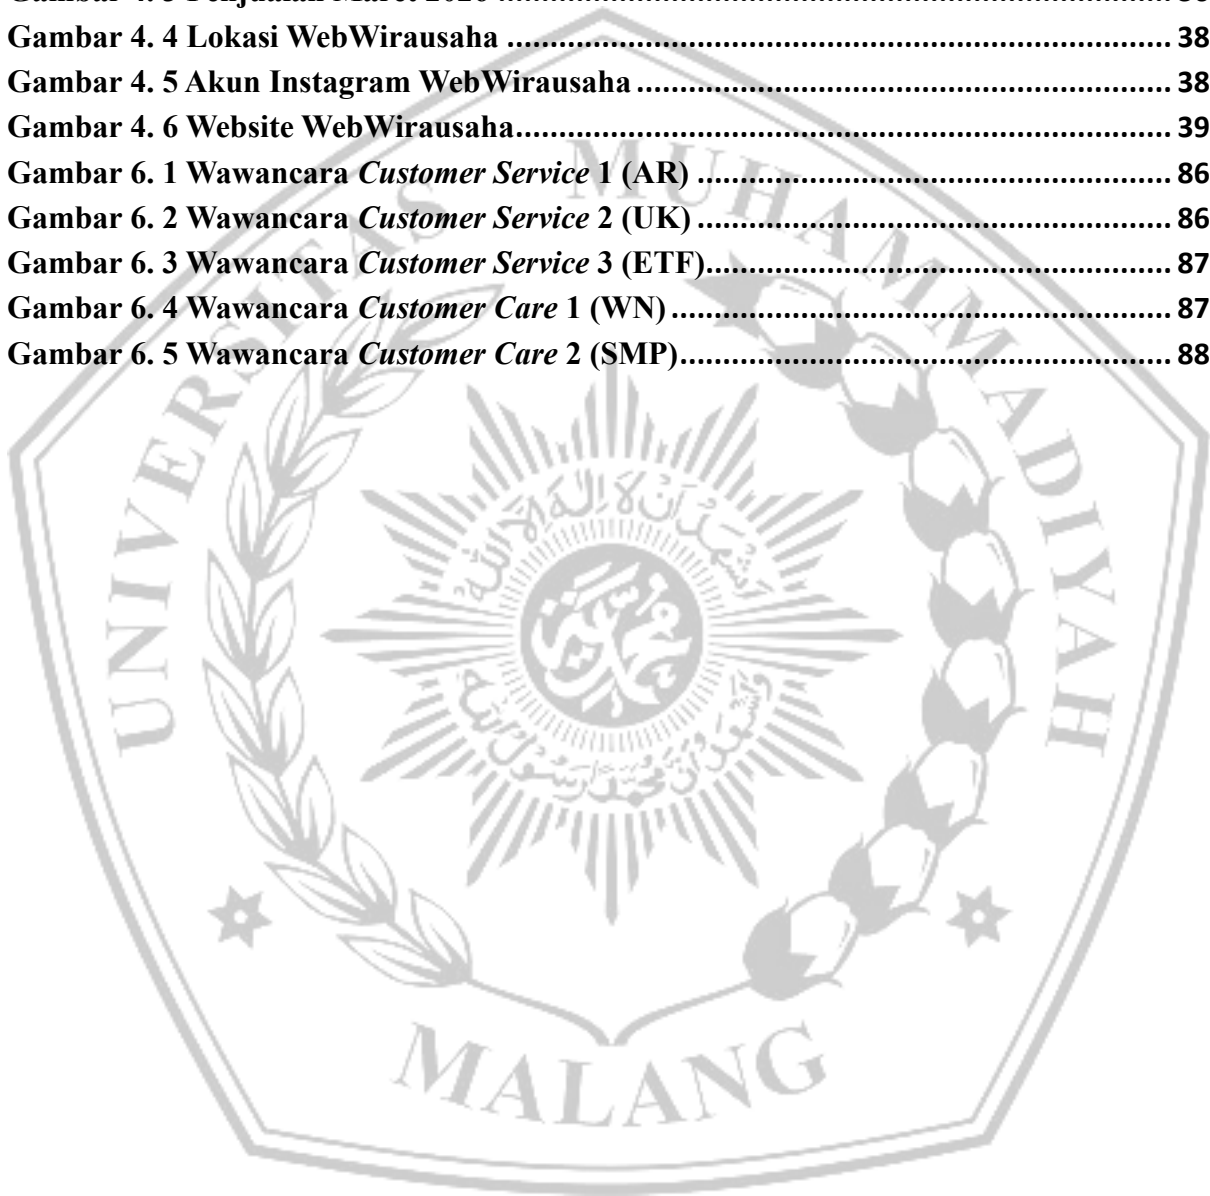 Gambar 4. 4 Lokasi WebWirausaha ........................................................................... 38
Gambar 4. 5 Akun Instagram WebWirausaha ............................................................ 38
Gambar 4. 6 Website WebWirausaha.......................................................................... 39
Gambar 6. 1 Wawancara Customer Service 1 (AR) ..................................................... 86
Gambar 6. 2 Wawancara Customer Service 2 (UK) ..................................................... 86
Gambar 6. 3 Wawancara Customer Service 3 (ETF).................................................... 87
Gambar 6. 4 Wawancara Customer Care 1 (WN) ........................................................ 87
Gambar 6. 5 Wawancara Customer Care 2 (SMP)....................................................... 88
UNIVERSITAS MUHAMMADIYAH
MALANG